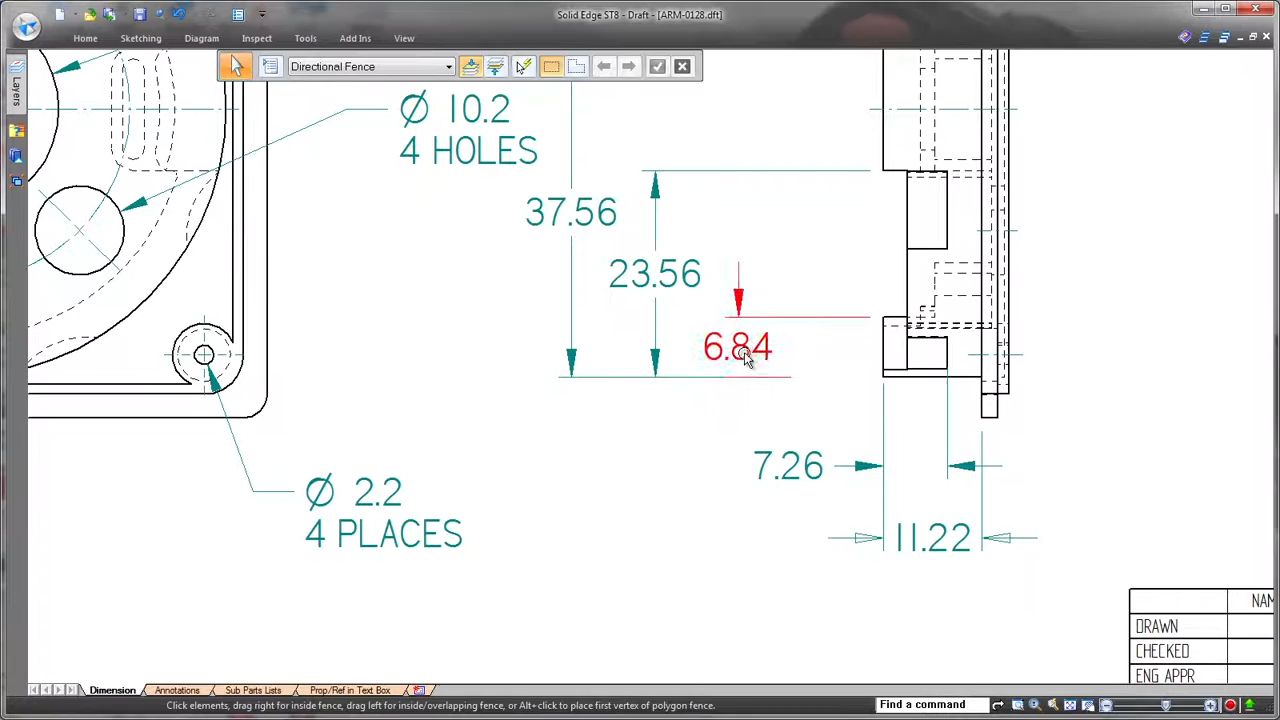 Solid Edge ST8 - Draft - [ARM-0128.dft]
Home Sketching Diagram Inspect Tools Add Ins View
Directional Fence
Layers
Ø 10.2
4 HOLES
37.56
23.56
6.84
7.26
11.22
Ø 2.2
4 PLACES
NAM
DRAWN
CHECKED
ENG APPR
Dimension Annotations Sub Parts Lists Prop/Ref in Text Box
Click elements, drag right for inside fence, drag left for inside/overlapping fence, or Alt+click to place first vertex of polygon fence.
Find a command